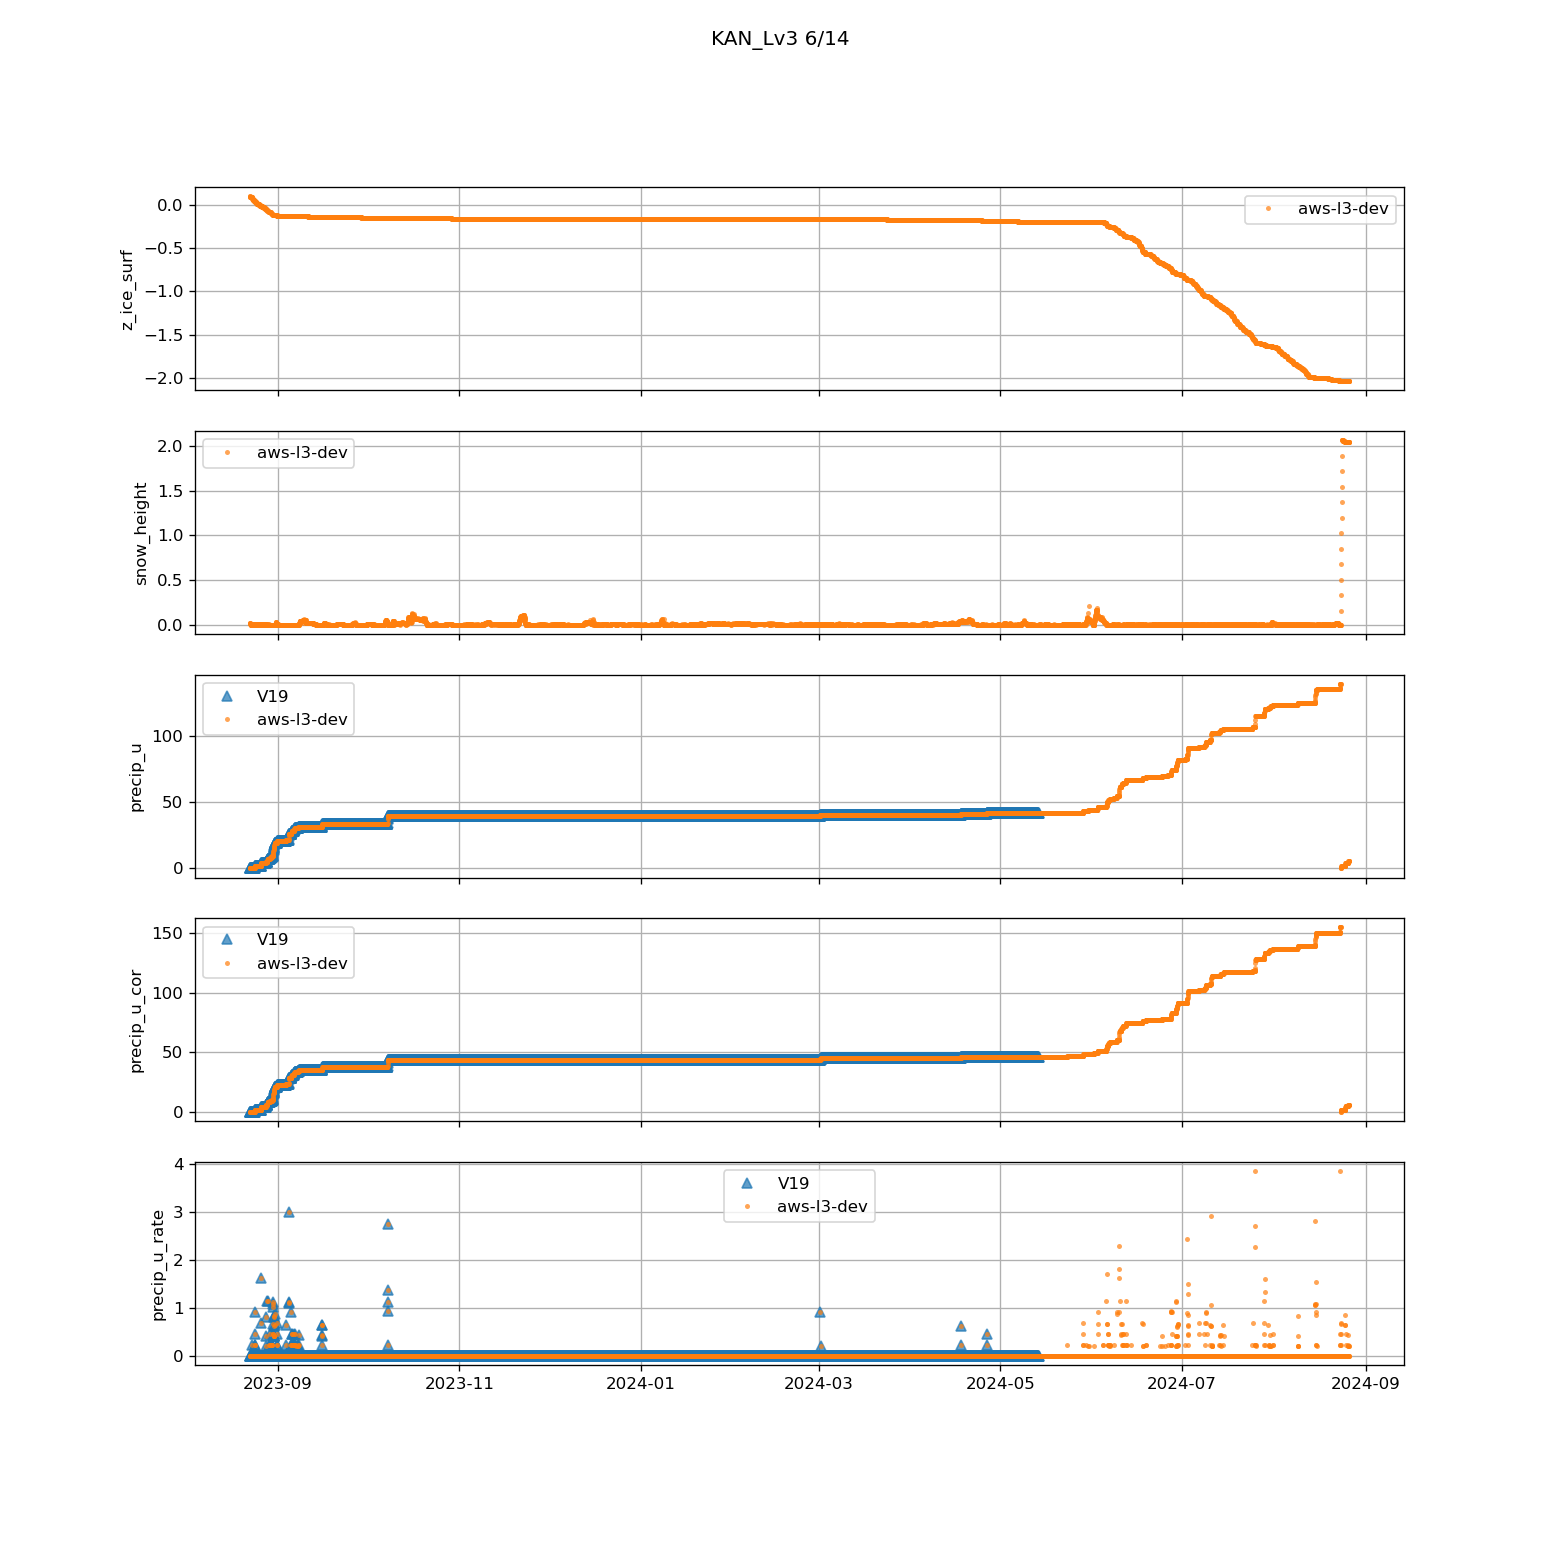 KAN_Lv3 6/14
z_ice_surf
0.0
−0.5
−1.0
−1.5
−2.0
aws-l3-dev
snow_height
2.0
1.5
1.0
0.5
0.0
aws-l3-dev
precip_u
100
50
0
V19
aws-l3-dev
precip_u_cor
150
100
50
0
V19
aws-l3-dev
precip_u_rate
4
3
2
1
0
V19
aws-l3-dev
2023-09
2023-11
2024-01
2024-03
2024-05
2024-07
2024-09